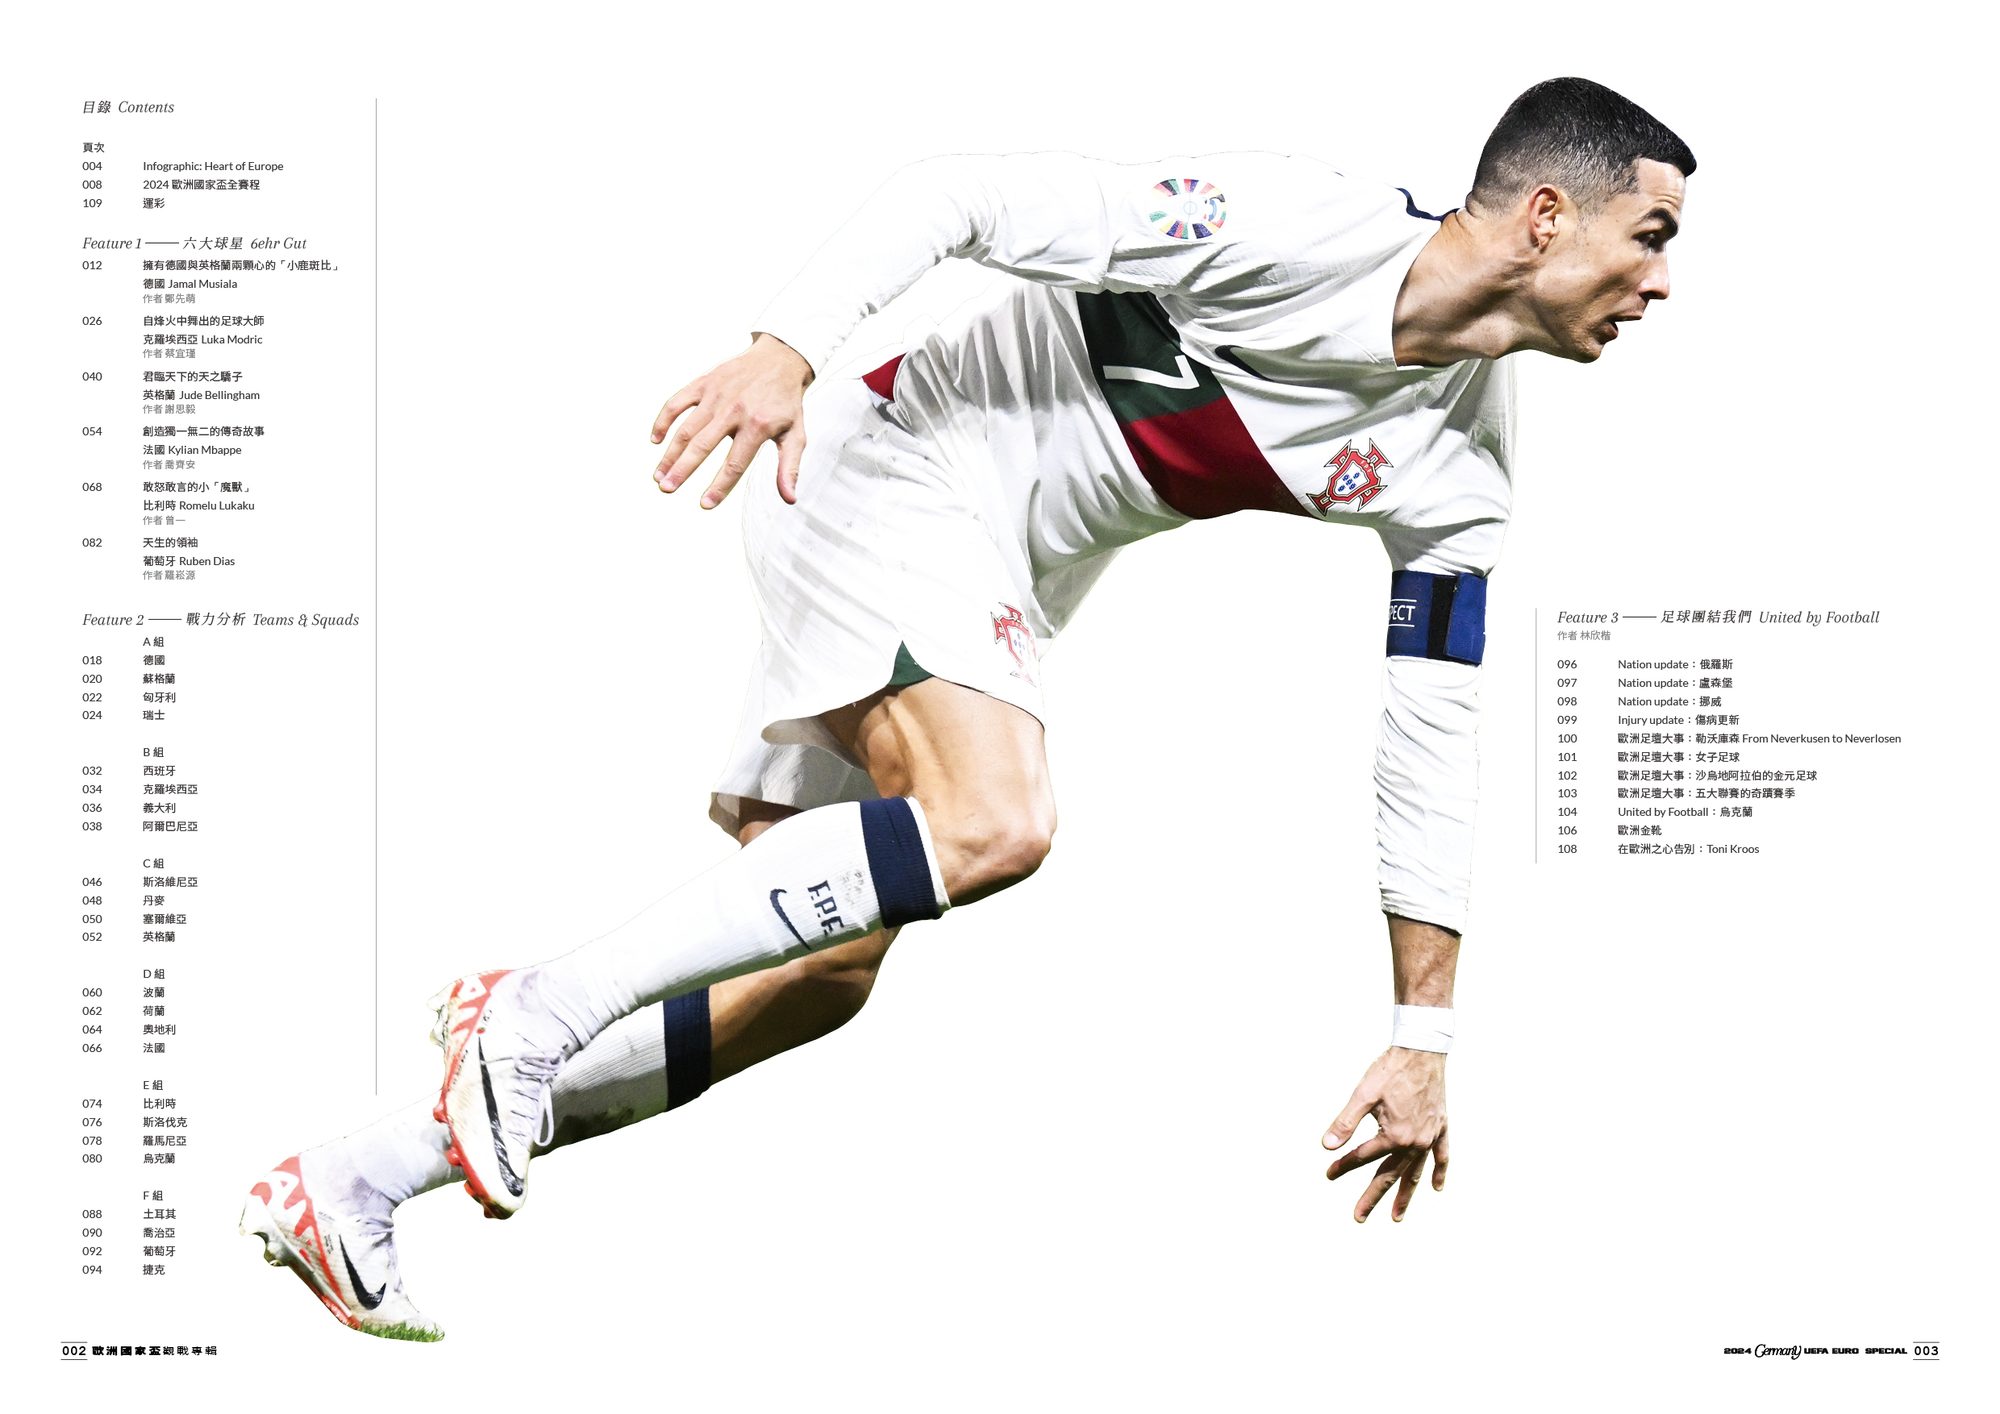 目錄 Contents
頁次
004 Infographic: Heart of Europe
008 2024 歐洲國家盃全賽程
109 運彩
Feature 1 —— 六大球星 6ehr Gut
012 擁有德國與英格蘭兩顆心的「小鹿斑比」
德國 Jamal Musiala
作者 鄭先萌
026 自烽火中舞出的足球大師
克羅埃西亞 Luka Modric
作者 蔡宜瑾
040 君臨天下的天之驕子
英格蘭 Jude Bellingham
作者 謝思毅
054 創造獨一無二的傳奇故事
法國 Kylian Mbappe
作者 喬齊安
068 敢怒敢言的小「魔獸」
比利時 Romelu Lukaku
作者 曾一
082 天生的領袖
葡萄牙 Ruben Dias
作者 羅崧源
Feature 2 —— 戰力分析 Teams & Squads
A 組
018 德國
020 蘇格蘭
022 匈牙利
024 瑞士
B 組
032 西班牙
034 克羅埃西亞
036 義大利
038 阿爾巴尼亞
C 組
046 斯洛維尼亞
048 丹麥
050 塞爾維亞
052 英格蘭
D 組
060 波蘭
062 荷蘭
064 奧地利
066 法國
E 組
074 比利時
076 斯洛伐克
078 羅馬尼亞
080 烏克蘭
F 組
088 土耳其
090 喬治亞
092 葡萄牙
094 捷克
002 歐洲國家盃觀戰專輯
7
PECT
FPF
Feature 3 —— 足球團結我們 United by Football
作者 林欣楷
096 Nation update：俄羅斯
097 Nation update：盧森堡
098 Nation update：挪威
099 Injury update：傷病更新
100 歐洲足壇大事：勒沃庫森 From Neverkusen to Neverlosen
101 歐洲足壇大事：女子足球
102 歐洲足壇大事：沙烏地阿拉伯的金元足球
103 歐洲足壇大事：五大聯賽的奇蹟賽季
104 United by Football：烏克蘭
106 歐洲金靴
108 在歐洲之心告別：Toni Kroos
2024 Germany UEFA EURO SPECIAL 003